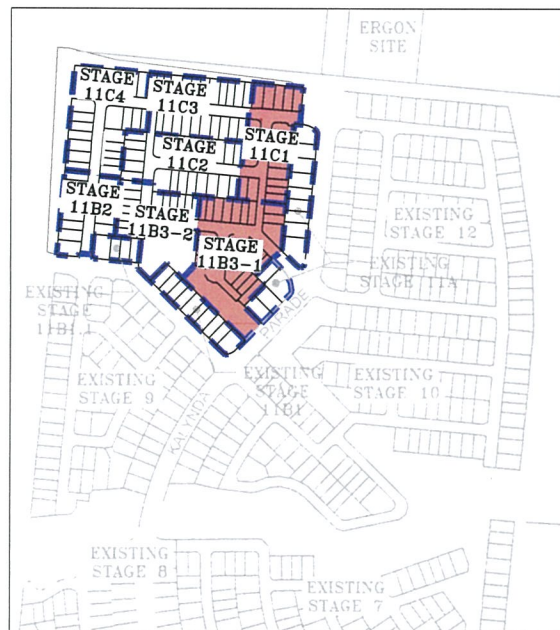 ERGON
SITE
STAGE
11C4
STAGE
11C3
STAGE
11C1
STAGE
11C2
STAGE
11B2
STAGE
11B3-2
STAGE
11B3-1
EXISTING
STAGE 12
EXISTING
STAGE 11A
EXISTING
STAGE
11B1.1
PARADE
EXISTING
STAGE 9
EXISTING
STAGE
11B1
EXISTING
STAGE 10
KALYNDA
EXISTING
STAGE 8
EXISTING
STAGE 7